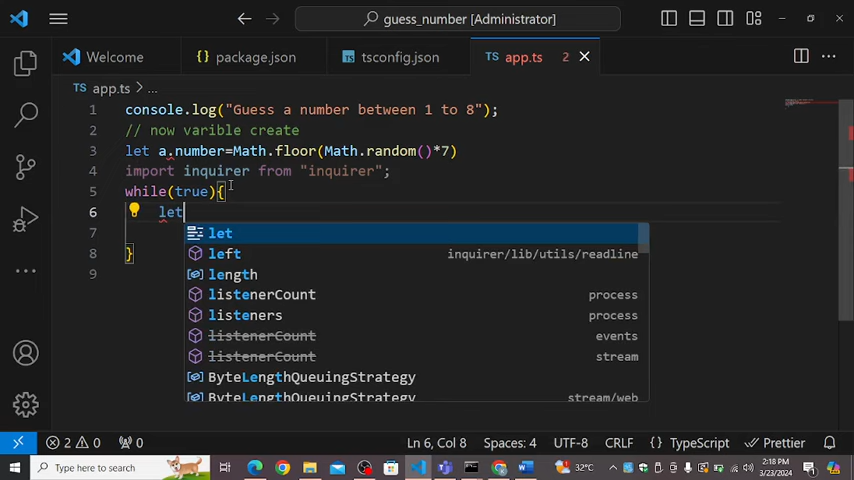 guess_number [Administrator]
Welcome
package.json
tsconfig.json
TS app.ts 2
TS app.ts > ...
1 console.log("Guess a number between 1 to 8");
2 // now varible create
3 let a.number=Math.floor(Math.random()*7)
4 import inquirer from "inquirer";
5 while(true){
6 let
let
7
left inquirer/lib/utils/readline
8 }
length
9
listenerCount process
listeners process
listenerCount events
listenerCount stream
ByteLengthQueuingStrategy
ByteLengthQueuingStrategy stream/web
2 0 0 Ln 6, Col 8 UTF-8 CRLF {} TypeScript Prettier
Type here to search 32°C 2:18 PM
3/23/2024